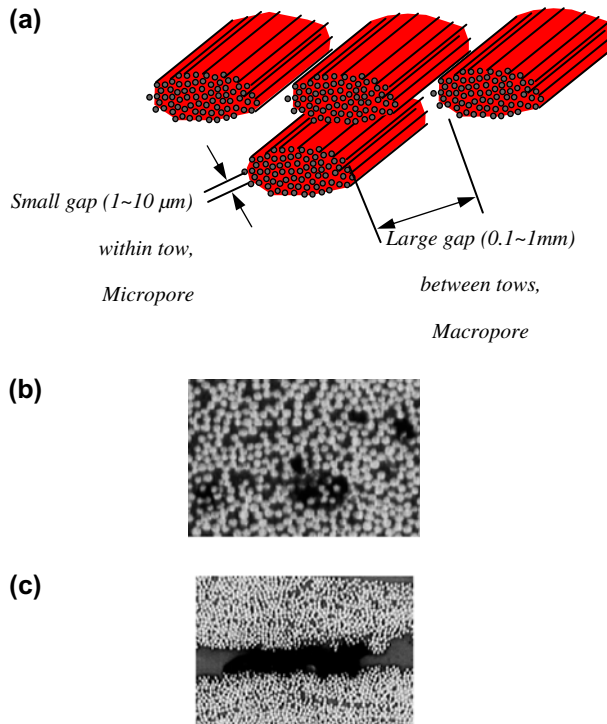 (a)
Small gap (1~10 µm)
within tow,
Micropore
Large gap (0.1~1mm)
between tows,
Macropore
(b)
(c)